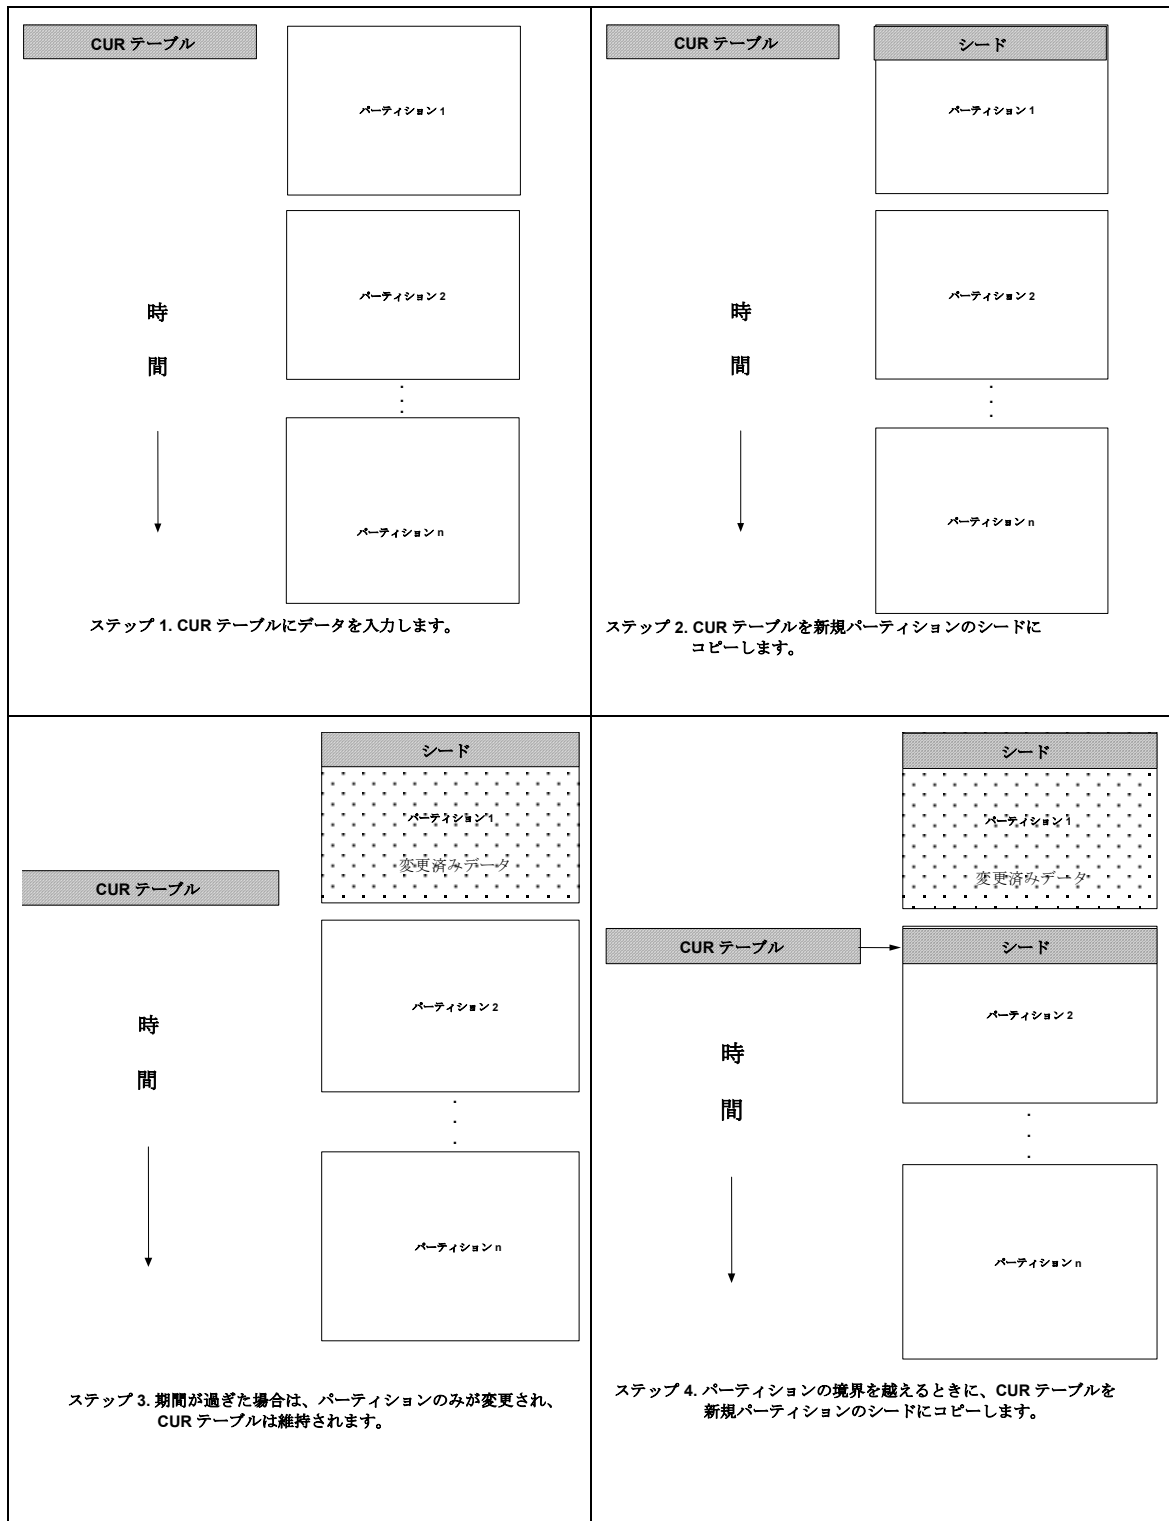 CUR テーブル
パーティション 1
パーティション 2
時
間
パーティション n
ステップ 1. CUR テーブルにデータを入力します。
CUR テーブル
シード
パーティション 1
パーティション 2
時
間
パーティション n
ステップ 2. CUR テーブルを新規パーティションのシードに
コピーします。
シード
パーティション 1
変更済みデータ
CUR テーブル
パーティション 2
時
間
パーティション n
ステップ 3. 期間が過ぎた場合は、パーティションのみが変更され、
CUR テーブルは維持されます。
シード
パーティション 1
変更済みデータ
CUR テーブル
シード
パーティション 2
時
間
パーティション n
ステップ 4. パーティションの境界を越えるときに、CUR テーブルを
新規パーティションのシードにコピーします。